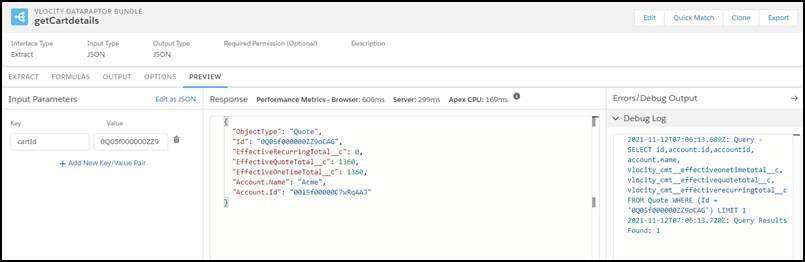 VLOCITY DATARAPTOR BUNDLE
getCartdetails
Edit
Quick Match
Clone
Export
Interface Type
Input Type
Output Type
Required Permission (Optional)
Description
Extract
JSON
JSON
EXTRACT
FORMULAS
OUTPUT
OPTIONS
PREVIEW
Input Parameters
Edit as JSON
Key
Value
cartId
0Q05f000000ZZ9
+ Add New Key/Value Pair
Response
Performance Metrics - Browser: 606ms
Server: 299ms
Apex CPU: 169ms
{
"ObjectType": "Quote",
"Id": "0Q05f000000ZZ9oCAG",
"EffectiveRecurringTotal__c": 0,
"EffectiveQuoteTotal__c": 1360,
"EffectiveOneTimeTotal__c": 1360,
"Account.Name": "Acme",
"Account.Id": "0015f00000C7wRqAAJ"
}
Errors/Debug Output
Debug Log
2021-11-12T07:06:13.689Z: Query -
SELECT id,account.id,accountid,
account.name,
vlocity_cmt__effectiveonetimetotal__c,
vlocity_cmt__effectivequotetotal__c,
vlocity_cmt__effectiverecurringtotal__c
FROM Quote WHERE (Id =
'0Q05f000000ZZ9oCAG') LIMIT 1
2021-11-12T07:06:13.720Z: Query Results
Found: 1